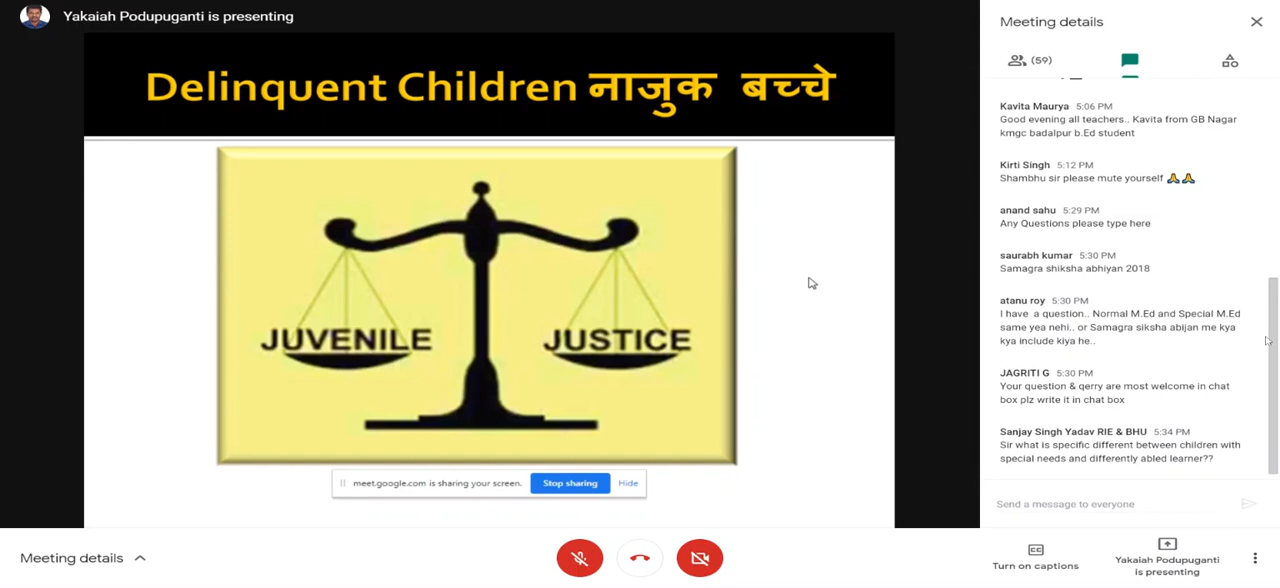 Yakaiah Podupuganti is presenting
Delinquent Children नाजुक बच्चे
JUVENILE JUSTICE
meet.google.com is sharing your screen. Stop sharing Hide
Meeting details
Meeting details
(59)
Kavita Maurya 5:06 PM
Good evening all teachers.. Kavita from GB Nagar
kmgc badalpur b.Ed student
Kirti Singh 5:12 PM
Shambhu sir please mute yourself 🙏🙏
anand sahu 5:29 PM
Any Questions please type here
saurabh kumar 5:30 PM
Samagra shiksha abhiyan 2018
atanu roy 5:30 PM
I have a question.. Normal M.Ed and Special M.Ed
same yea nehi.. or Samagra siksha abijan me kya
kya include kiya he..
JAGRITI G 5:30 PM
Your question & qerry are most welcome in chat
box plz write it in chat box
Sanjay Singh Yadav RIE & BHU 5:34 PM
Sir what is specific different between children with
special needs and differently abled learner??
Send a message to everyone
CC
Turn on captions
Yakaiah Podupuganti
is presenting